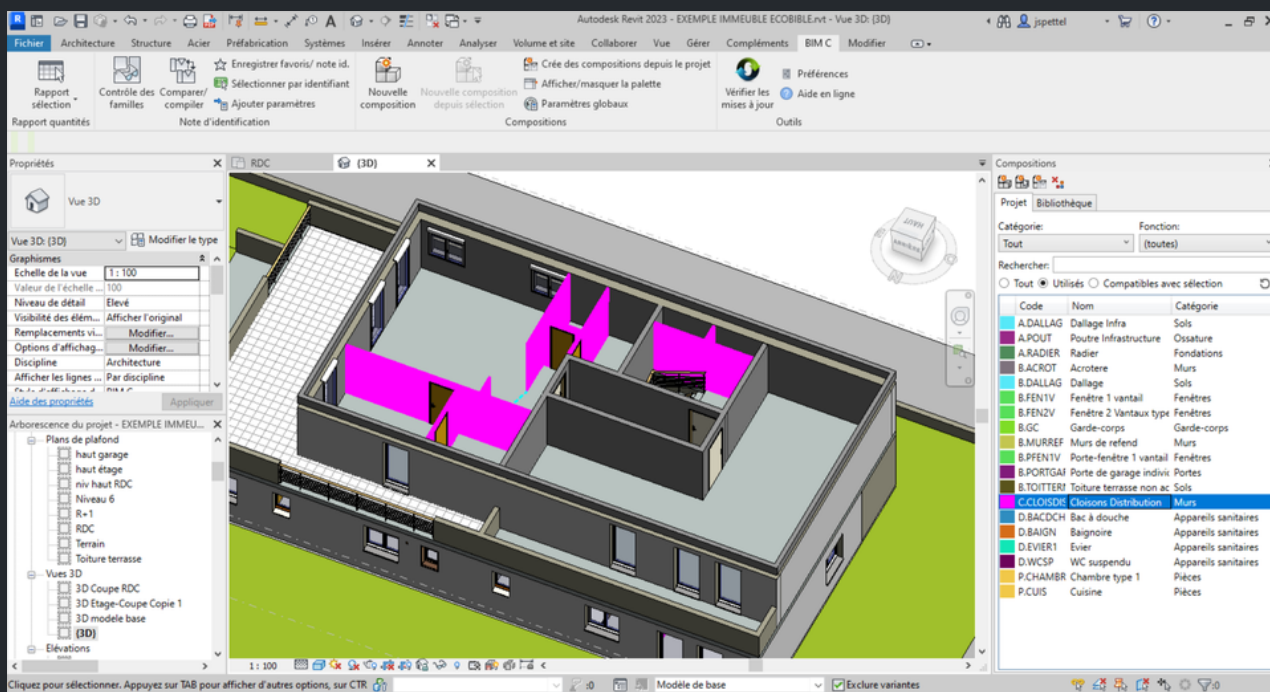 Autodesk Revit 2023 - EXEMPLE IMMEUBLE ECOBIBLE.rvt - Vue 3D: {3D}
jspettel
Fichier Architecture Structure Acier Préfabrication Systèmes Insérer Annoter Analyser Volume et site Collaborer Vue Gérer Compléments BIM C Modifier
Rapport sélection
Contrôle des familles
Comparer/ compiler
Enregistrer favoris/ note id.
Sélectionner par identifiant
Ajouter paramètres
Nouvelle composition
Nouvelle composition depuis sélection
Crée des compositions depuis le projet
Afficher/masquer la palette
Paramètres globaux
Vérifier les mises à jour
Préférences
Aide en ligne
Rapport quantités
Note d'identification
Compositions
Outils
Propriétés
RDC
{3D}
Vue 3D
Vue 3D: {3D}
Modifier le type
Graphismes
Echelle de la vue 1 : 100
Valeur de l'échelle ... 100
Niveau de détail Elevé
Visibilité des élém... Afficher l'original
Remplacements vi... Modifier...
Options d'affichag... Modifier...
Discipline Architecture
Afficher les lignes ... Par discipline
Aide des propriétés
Appliquer
Arborescence du projet - EXEMPLE IMMEU...
Plans de plafond
haut garage
haut étage
niv haut RDC
Niveau 6
R+1
RDC
Terrain
Toiture terrasse
Vues 3D
3D Coupe RDC
3D Etage-Coupe Copie 1
3D modele base
{3D}
Elévations
HAUT
1 : 100
Compositions
Projet
Bibliothèque
Catégorie: Fonction:
Tout (toutes)
Rechercher:
Tout Utilisés Compatibles avec sélection
Code Nom Catégorie
A.DALLAG Dallage Infra Sols
A.POUT Poutre Infrastructure Ossature
A.RADIER Radier Fondations
B.ACROT Acrotere Murs
B.DALLAG Dallage Sols
B.FEN1V Fenêtre 1 vantail Fenêtres
B.FEN2V Fenêtre 2 Vantaux type Fenêtres
B.GC Garde-corps Garde-corps
B.MURREF Murs de refend Murs
B.PFEN1V Porte-fenêtre 1 vantail Fenêtres
B.PORTGAI Porte de garage indivic Portes
B.TOITTERI Toiture terrasse non ac Sols
C.CLOISDIS Cloisons Distribution Murs
D.BACDCH Bac à douche Appareils sanitaires
D.BAIGN Baignoire Appareils sanitaires
D.EVIER1 Evier Appareils sanitaires
D.WCSP WC suspendu Appareils sanitaires
P.CHAMBR Chambre type 1 Pièces
P.CUIS Cuisine Pièces
Cliquez pour sélectionner. Appuyez sur TAB pour afficher d'autres options, sur CTR
:0
Modèle de base
Exclure variantes
:0